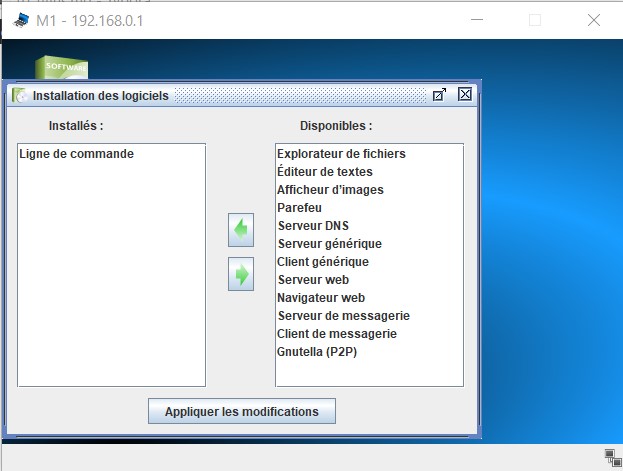 M1 - 192.168.0.1
SOFTWARE
Installation des logiciels
Installés :
Disponibles :
Ligne de commande
Explorateur de fichiers
Éditeur de textes
Afficheur d'images
Parefeu
Serveur DNS
Serveur générique
Client générique
Serveur web
Navigateur web
Serveur de messagerie
Client de messagerie
Gnutella (P2P)
Appliquer les modifications